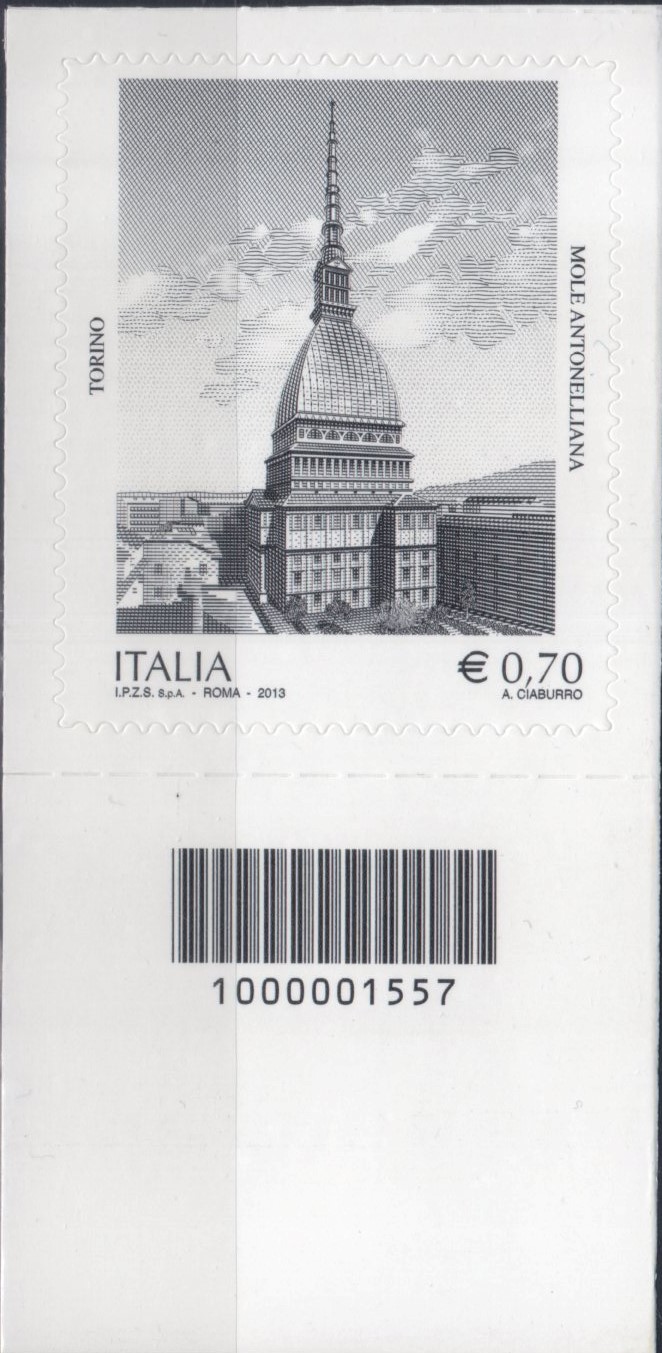 TORINO
MOLE ANTONELLIANA
ITALIA
€ 0,70
I.P.Z.S. S.p.A. - ROMA - 2013
A. CIABURRO
1000001557